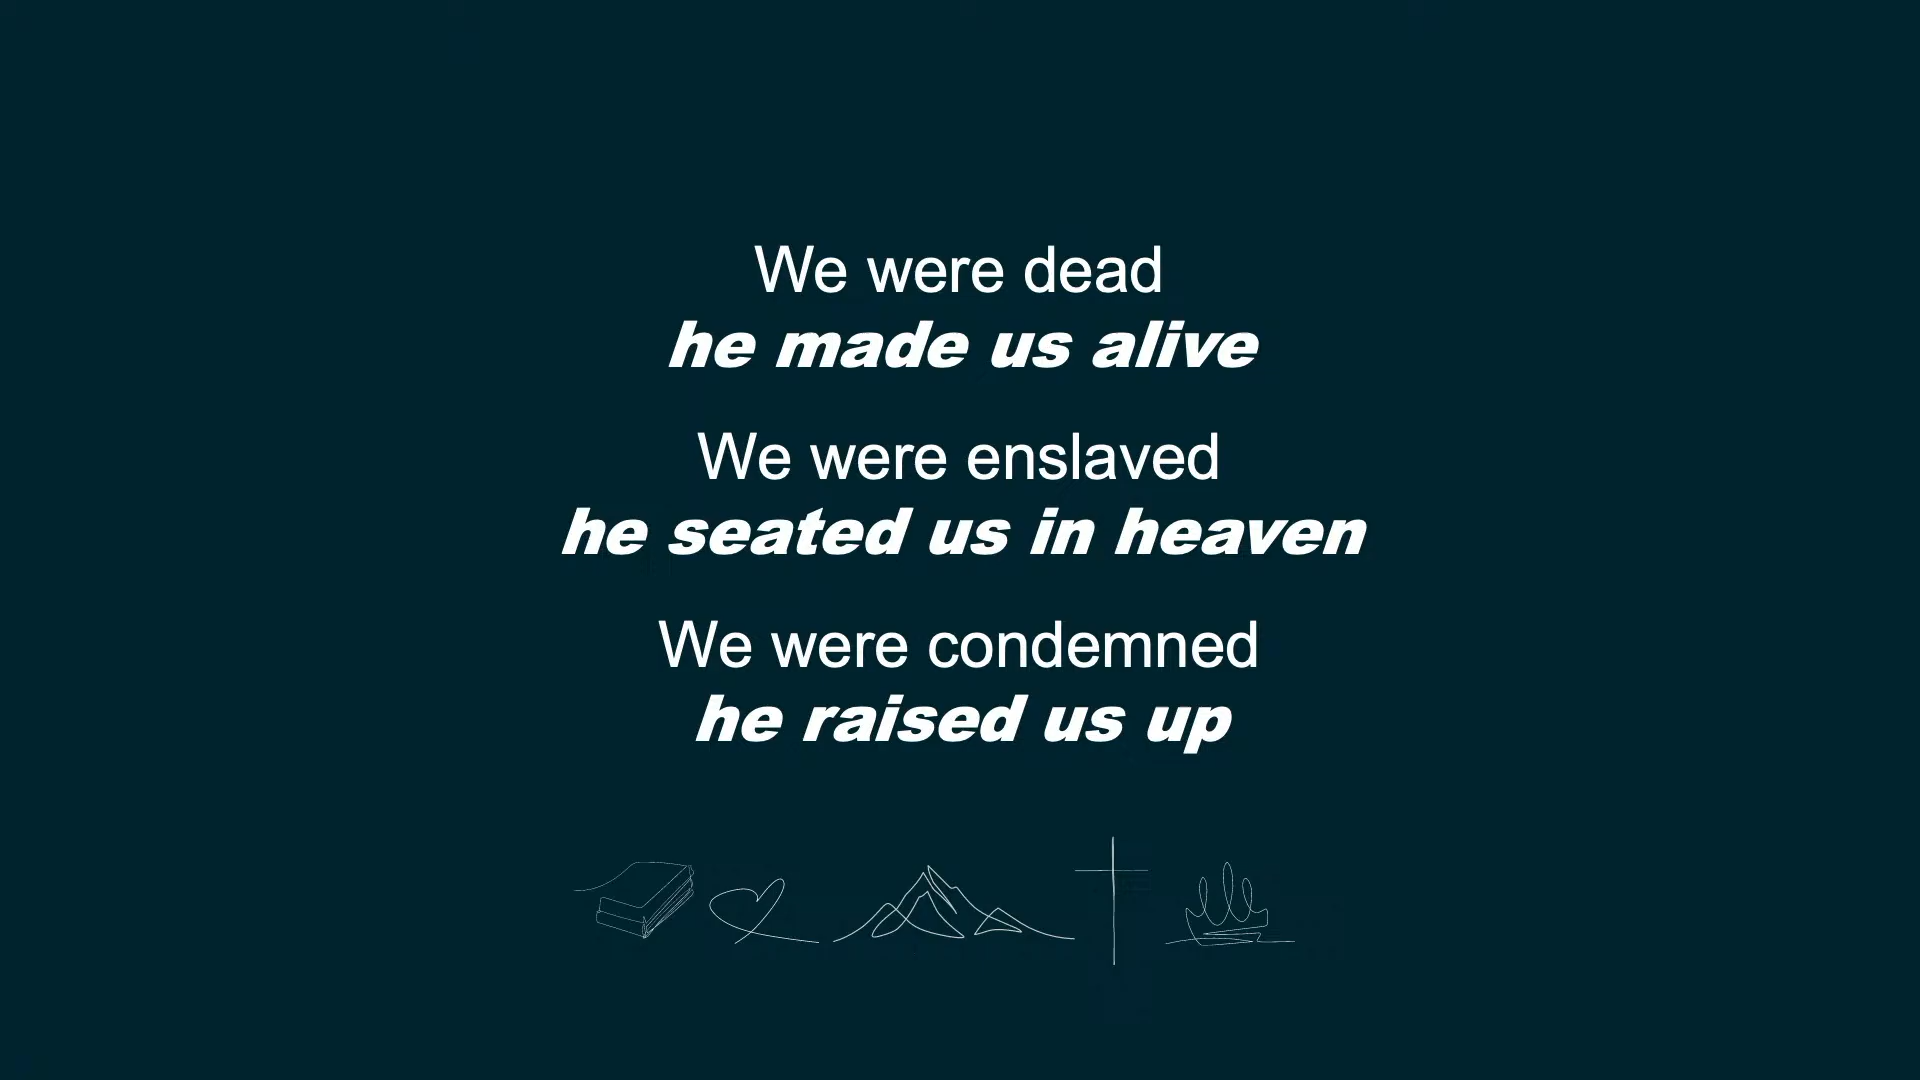 We were dead
he made us alive
We were enslaved
he seated us in heaven
We were condemned
he raised us up